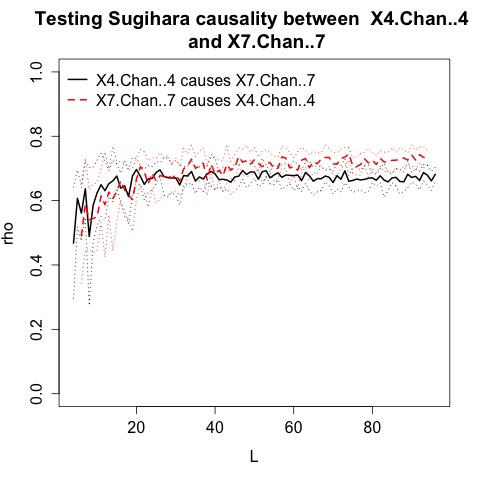 Testing Sugihara causality between  X4.Chan..4
and X7.Chan..7
X4.Chan..4 causes X7.Chan..7
X7.Chan..7 causes X4.Chan..4
1.0
0.8
0.6
0.4
0.2
0.0
rho
20
40
60
80
L